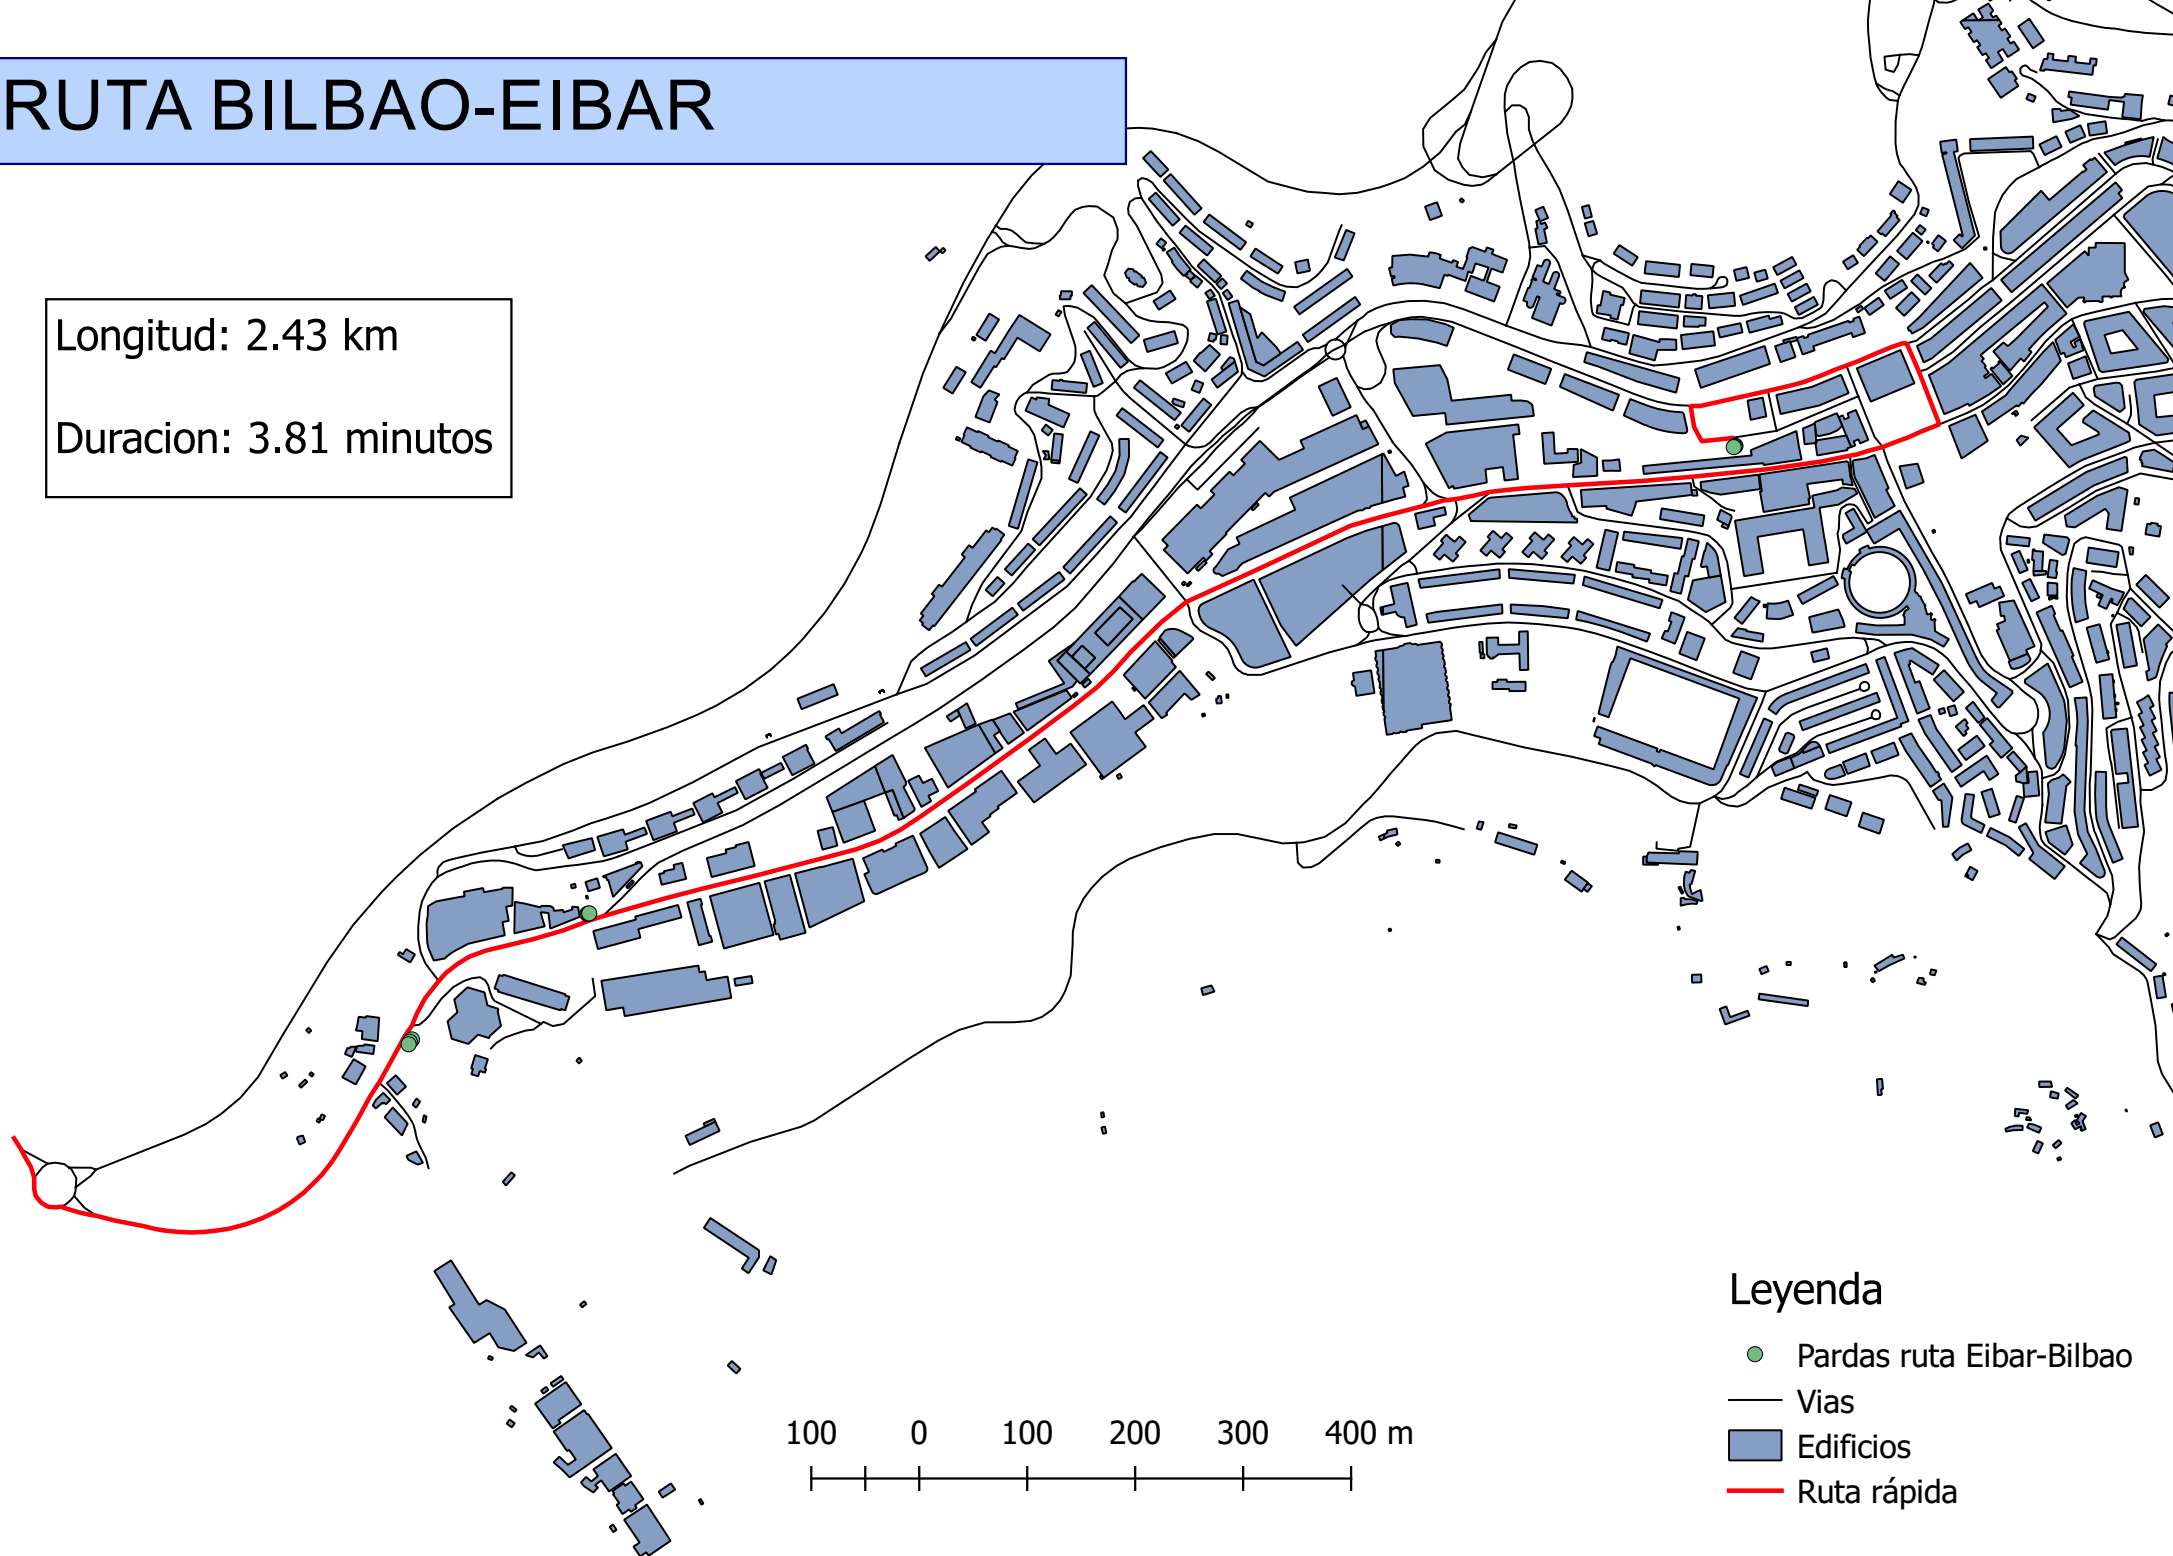 RUTA BILBAO-EIBAR
Longitud: 2.43 km
Duracion: 3.81 minutos
Leyenda
Pardas ruta Eibar-Bilbao
Vias
Edificios
Ruta rápida
100 0 100 200 300 400 m